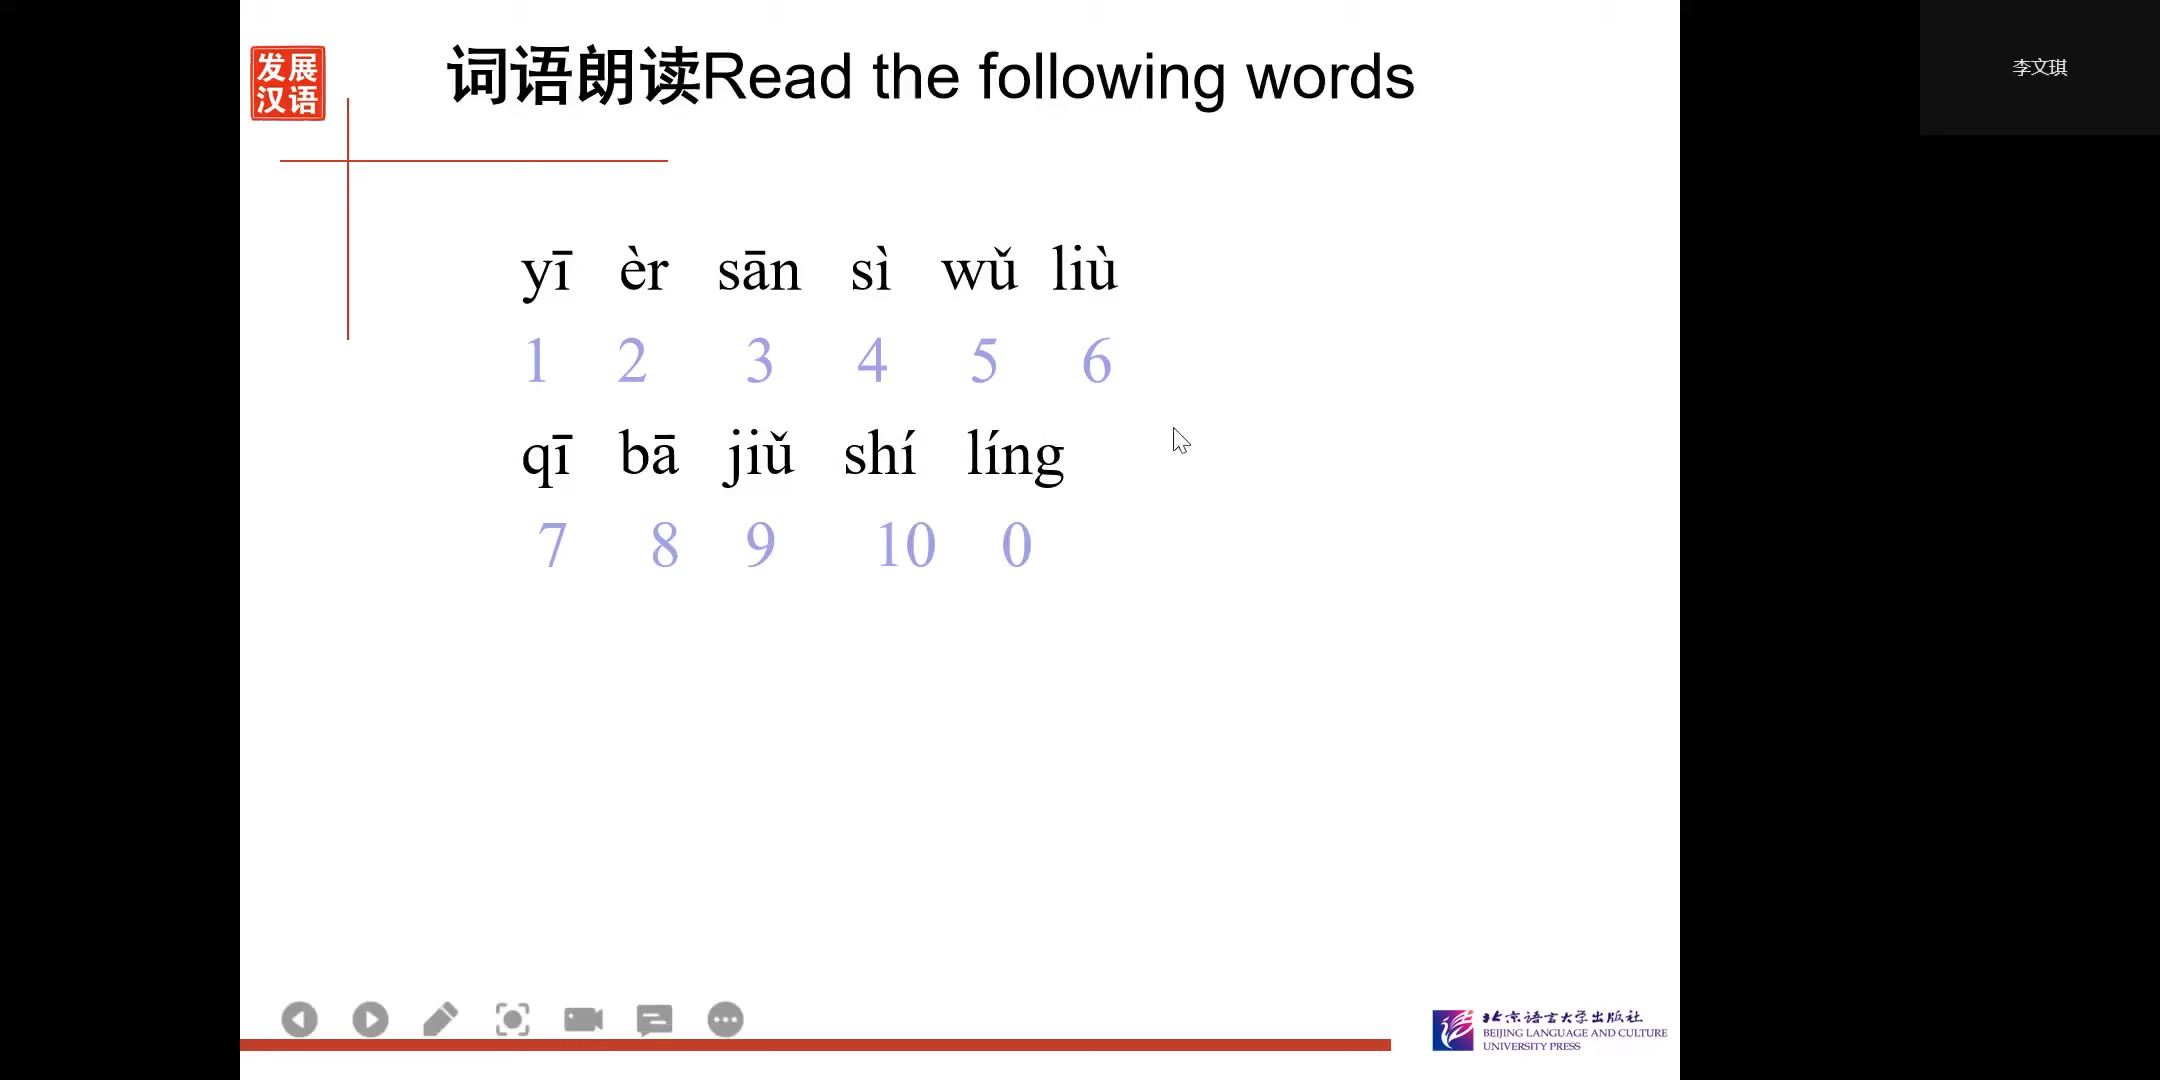 发展
汉语
词语朗读Read the following words
李文琪
yī èr sān sì wǔ liù
1 2 3 4 5 6
qī bā jiǔ shí líng
7 8 9 10 0
北京语言大学出版社
BEIJING LANGUAGE AND CULTURE
UNIVERSITY PRESS